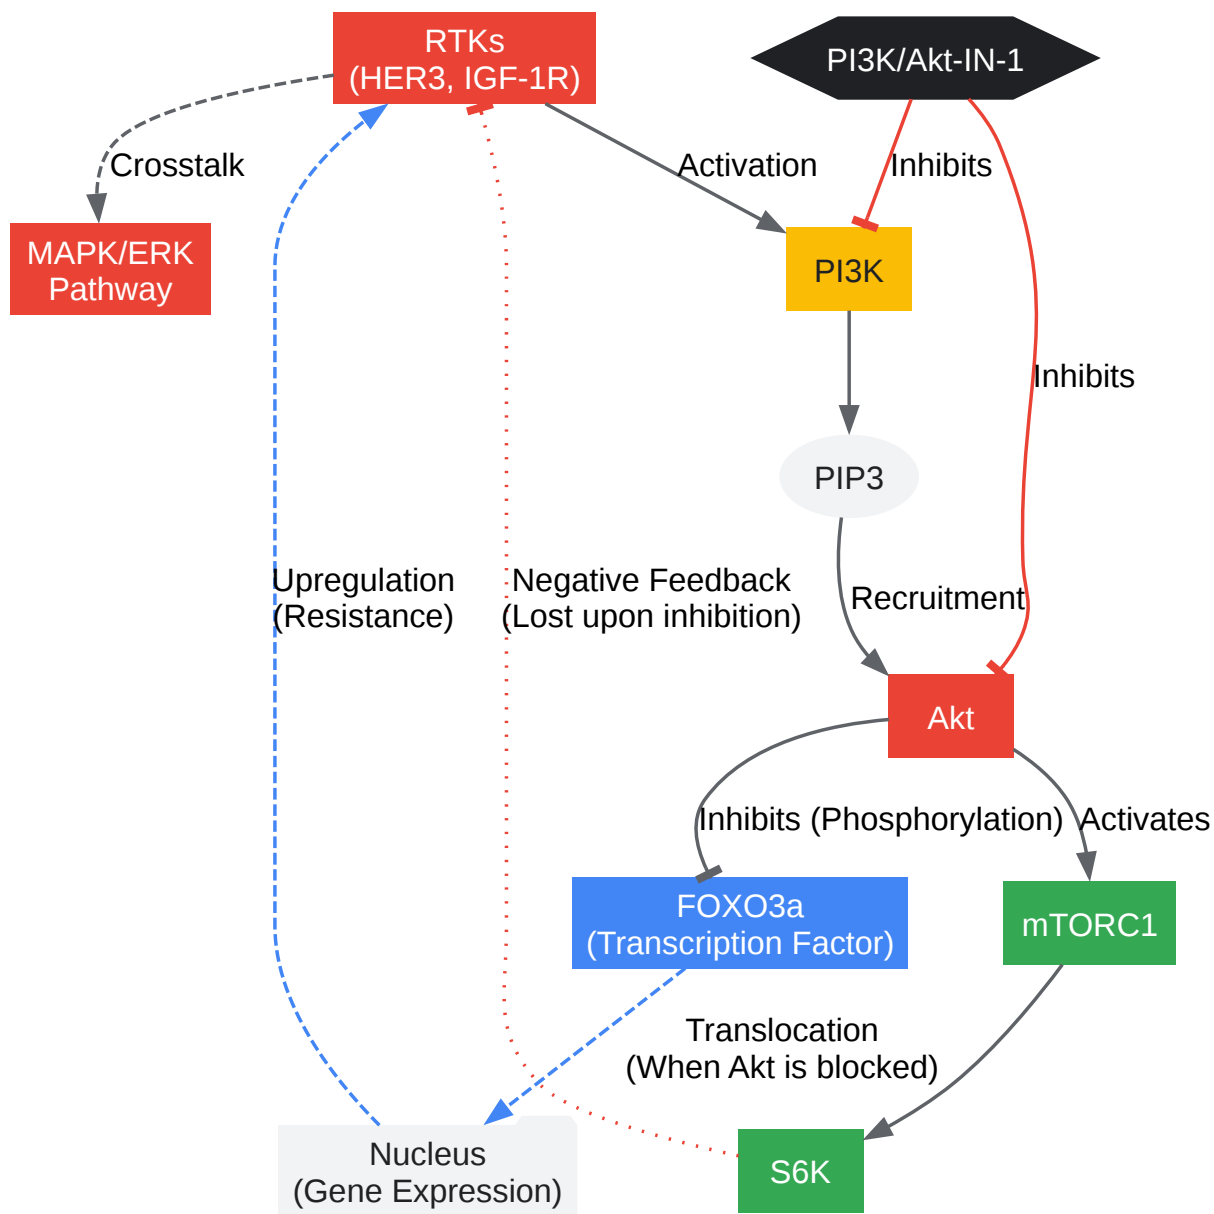 RTKs
(HER3, IGF-1R)
PI3K/Akt-IN-1
Crosstalk
Activation
Inhibits
MAPK/ERK
Pathway
PI3K
Inhibits
PIP3
Upregulation
(Resistance)
Negative Feedback
(Lost upon inhibition)
Recruitment
Akt
Inhibits (Phosphorylation)
Activates
FOXO3a
(Transcription Factor)
mTORC1
Translocation
(When Akt is blocked)
Nucleus
(Gene Expression)
S6K